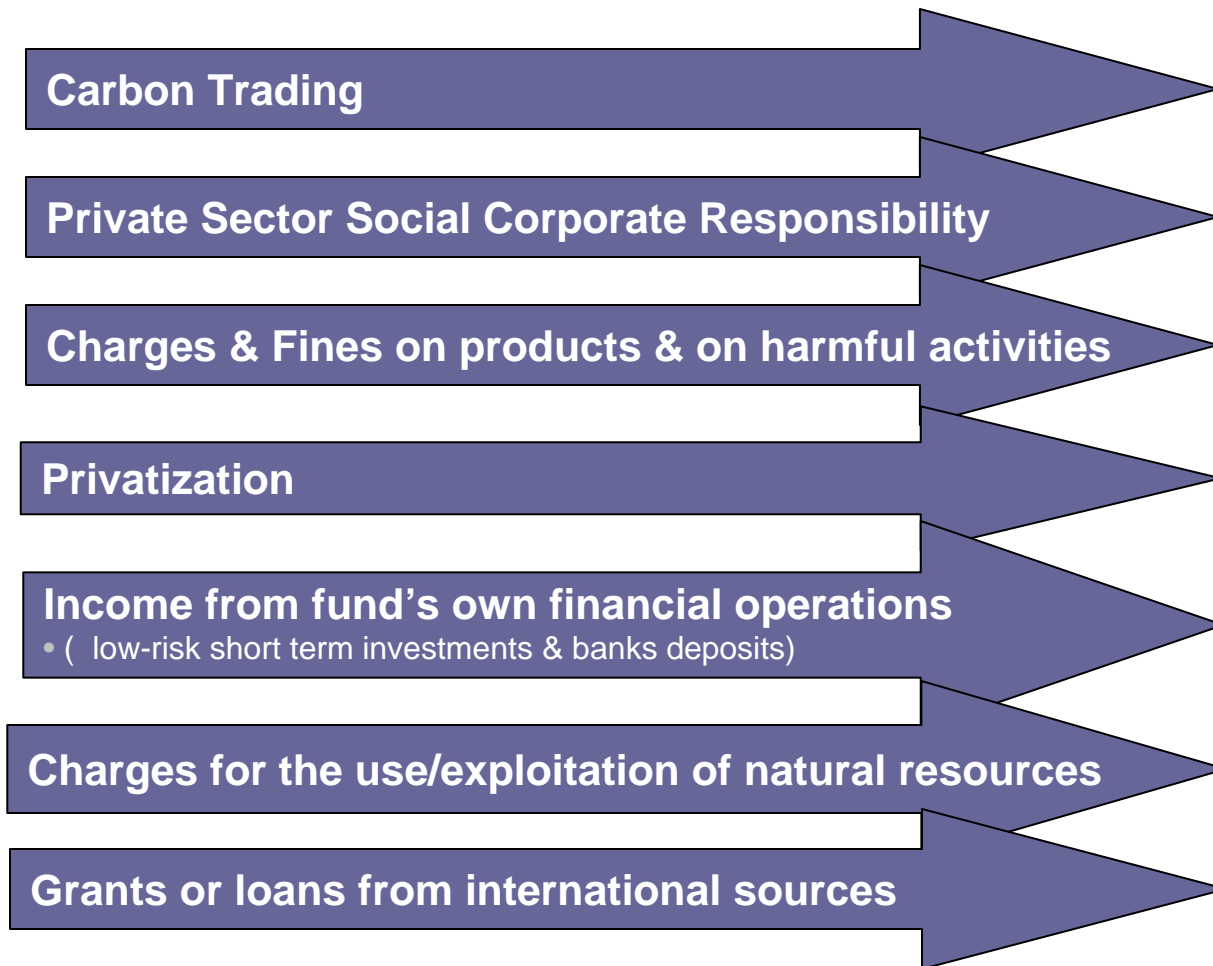 Carbon Trading
Private Sector Social Corporate Responsibility
Charges & Fines on products & on harmful activities
Privatization
Income from fund’s own financial operations
• ( low-risk short term investments & banks deposits)
Charges for the use/exploitation of natural resources
Grants or loans from international sources